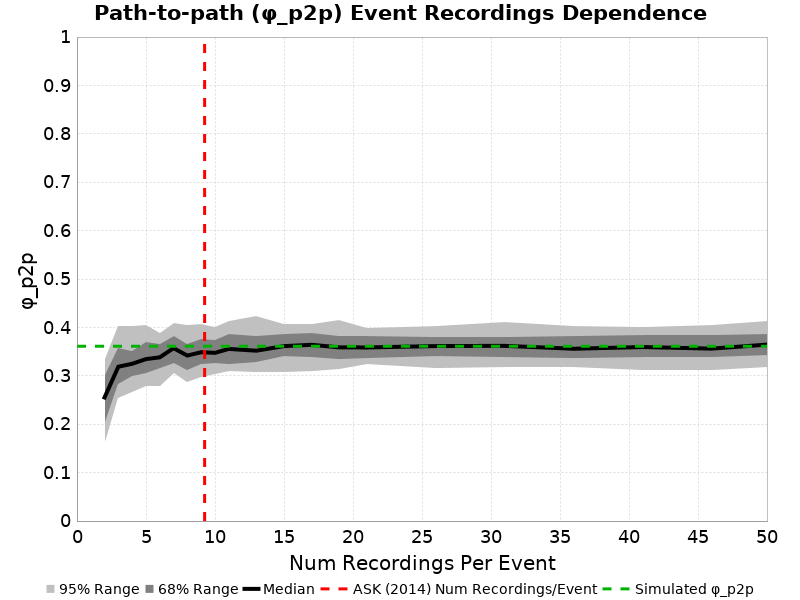 Path-to-path (φ_p2p) Event Recordings Dependence
1
0.9
0.8
0.7
0.6
0.5
0.4
0.3
0.2
0.1
0
φ_p2p
0 5 10 15 20 25 30 35 40 45 50
Num Recordings Per Event
95% Range 68% Range Median ASK (2014) Num Recordings/Event Simulated φ_p2p